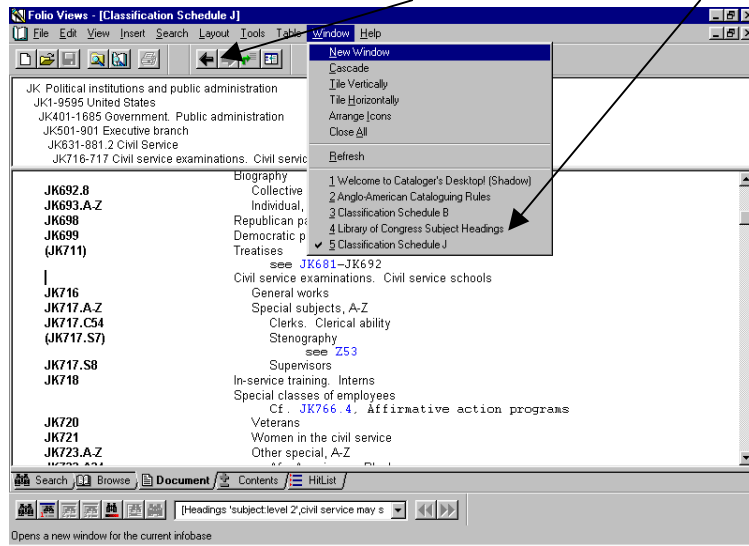 Folio Views - [Classification Schedule J]
File Edit View Insert Search Layout Tools Table Window Help
New Window
Cascade
Tile Vertically
Tile Horizontally
Arrange Icons
Close All
Refresh
1 Welcome to Cataloger's Desktop! (Shadow)
2 Anglo-American Cataloguing Rules
3 Classification Schedule B
4 Library of Congress Subject Headings
✓ 5 Classification Schedule J
JK Political institutions and public administration
JK1-9595 United States
JK401-1685 Government. Public administration
JK501-901 Executive branch
JK631-881.2 Civil Service
JK716-717 Civil service examinations. Civil servic
Biography
JK692.8 Collective
JK693.A-Z Individual,
JK698 Republican pa
JK699 Democratic p
(JK711) Treatises
see JK681-JK692
Civil service examinations. Civil service schools
JK716 General works
JK717.A-Z Special subjects, A-Z
JK717.C54 Clerks. Clerical ability
(JK717.S7) Stenography
see Z53
JK717.S8 Supervisors
JK718 In-service training. Interns
Special classes of employees
Cf. JK766.4, Affirmative action programs
JK720 Veterans
JK721 Women in the civil service
JK723.A-Z Other special, A-Z
Search Browse Document Contents HitList
[Headings 'subject:level 2',civil service may s
Opens a new window for the current infobase